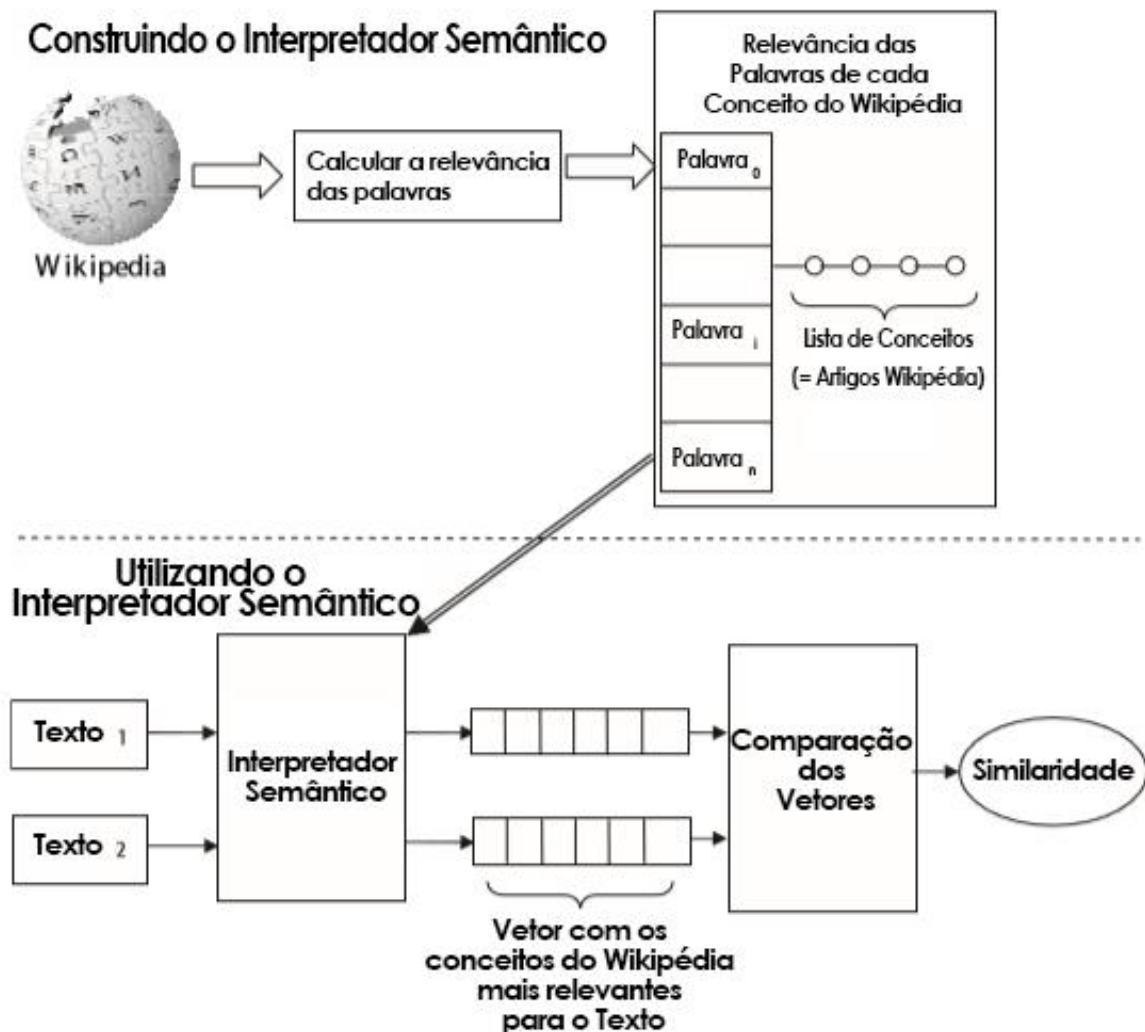 Construindo o Interpretador Semântico
Wikipedia
Calcular a relevância
das palavras
Relevância das
Palavras de cada
Conceito do Wikipédia
Palavra 0
Palavra i
Palavra n
Lista de Conceitos
(= Artigos Wikipédia)
Utilizando o
Interpretador Semântico
Texto 1
Texto 2
Interpretador
Semântico
Vetor com os
conceitos do Wikipédia
mais relevantes
para o Texto
Comparação
dos
Vetores
Similaridade